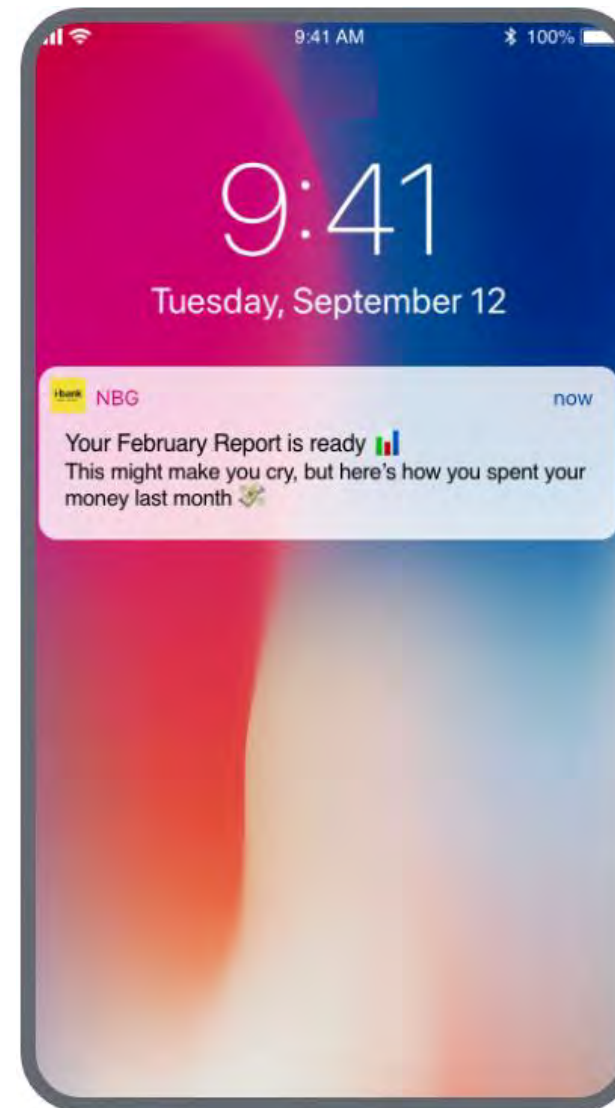 9:41 AM
100%
9:41
Tuesday, September 12
i-bank
NBG
now
Your February Report is ready 📊
This might make you cry, but here’s how you spent your
money last month 💸